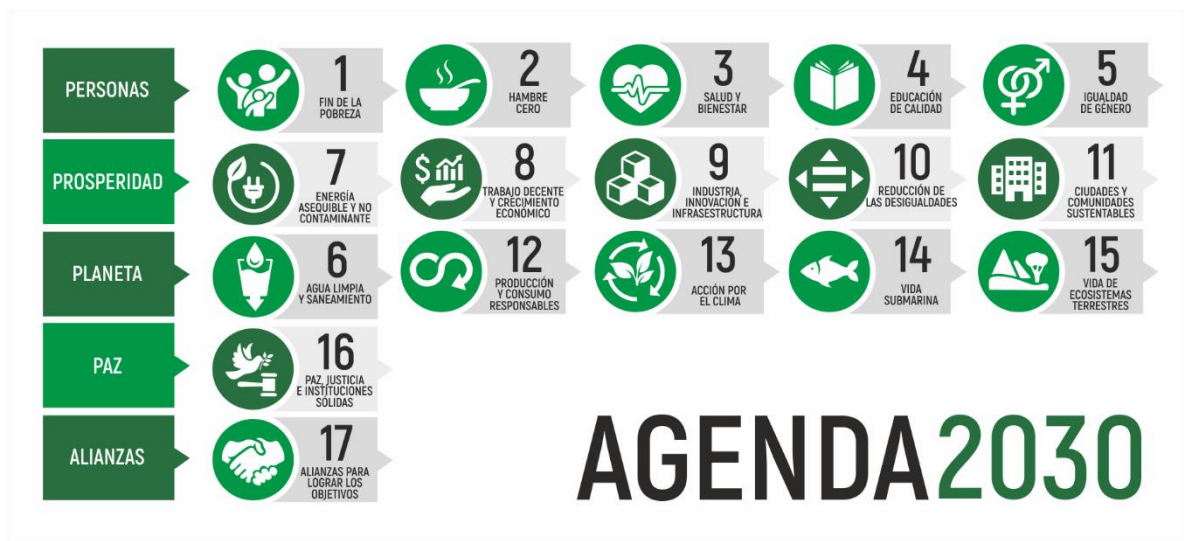 PERSONAS
1
FIN DE LA
POBREZA
2
HAMBRE
CERO
3
SALUD Y
BIENESTAR
4
EDUCACIÓN
DE CALIDAD
5
IGUALDAD
DE GÉNERO
PROSPERIDAD
7
ENERGÍA
ASEQUIBLE Y NO
CONTAMINANTE
$
8
TRABAJO DECENTE
Y CRECIMIENTO
ECONÓMICO
9
INDUSTRIA,
INNOVACIÓN E
INFRASESTRUCTURA
10
REDUCCIÓN DE
LAS DESIGUALDADES
11
CIUDADES Y
COMUNIDADES
SUSTENTABLES
PLANETA
6
AGUA LIMPIA
Y SANEAMIENTO
12
PRODUCCIÓN
Y CONSUMO
RESPONSABLES
13
ACCIÓN POR
EL CLIMA
14
VIDA
SUBMARINA
15
VIDA DE
ECOSISTEMAS
TERRESTRES
PAZ
16
PAZ, JUSTICIA
E INSTITUCIONES
SÓLIDAS
ALIANZAS
17
ALIANZAS PARA
LOGRAR LOS
OBJETIVOS
AGENDA2030